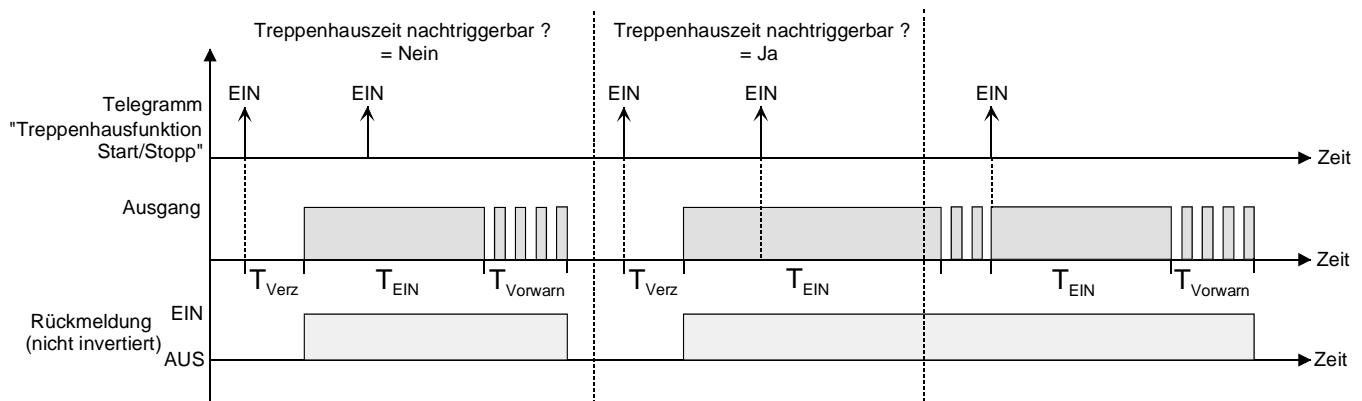 Treppenhauszeit nachtriggerbar ?
= Nein
Treppenhauszeit nachtriggerbar ?
= Ja
Telegramm
"Treppenhausfunktion
Start/Stopp"
EIN
EIN
EIN
EIN
EIN
Zeit
Ausgang
Zeit
TVerz
TEIN
TVorwarn
TVerz
TEIN
TEIN
TVorwarn
Rückmeldung
(nicht invertiert)
EIN
AUS
Zeit